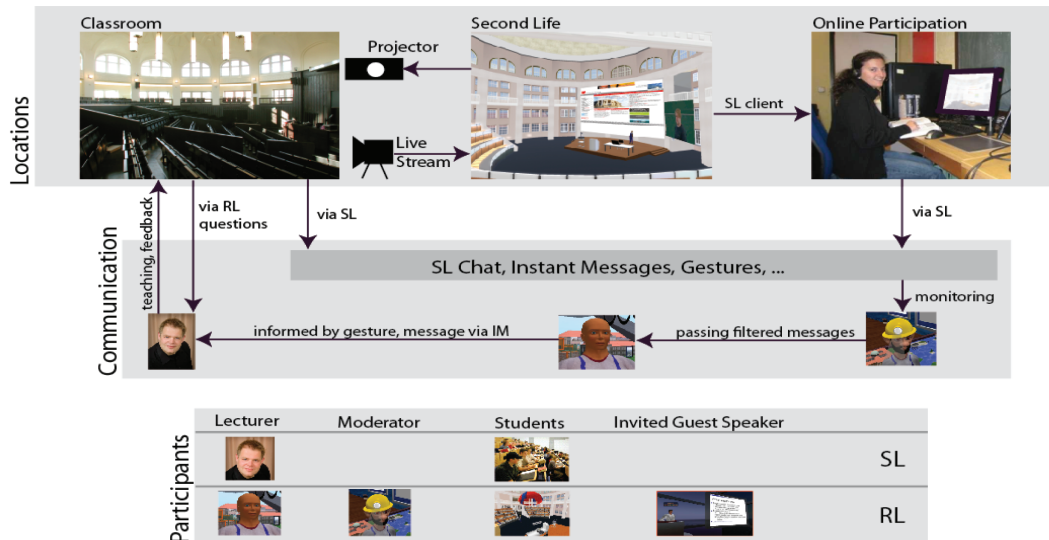 Classroom
Second Life
Online Participation
Projector
SL client
Live
Stream
Locations
teaching, feedback
via RL
questions
via SL
via SL
Communication
SL Chat, Instant Messages, Gestures, ...
monitoring
informed by gesture, message via IM
passing filtered messages
Participants
Lecturer
Moderator
Students
Invited Guest Speaker
SL
RL